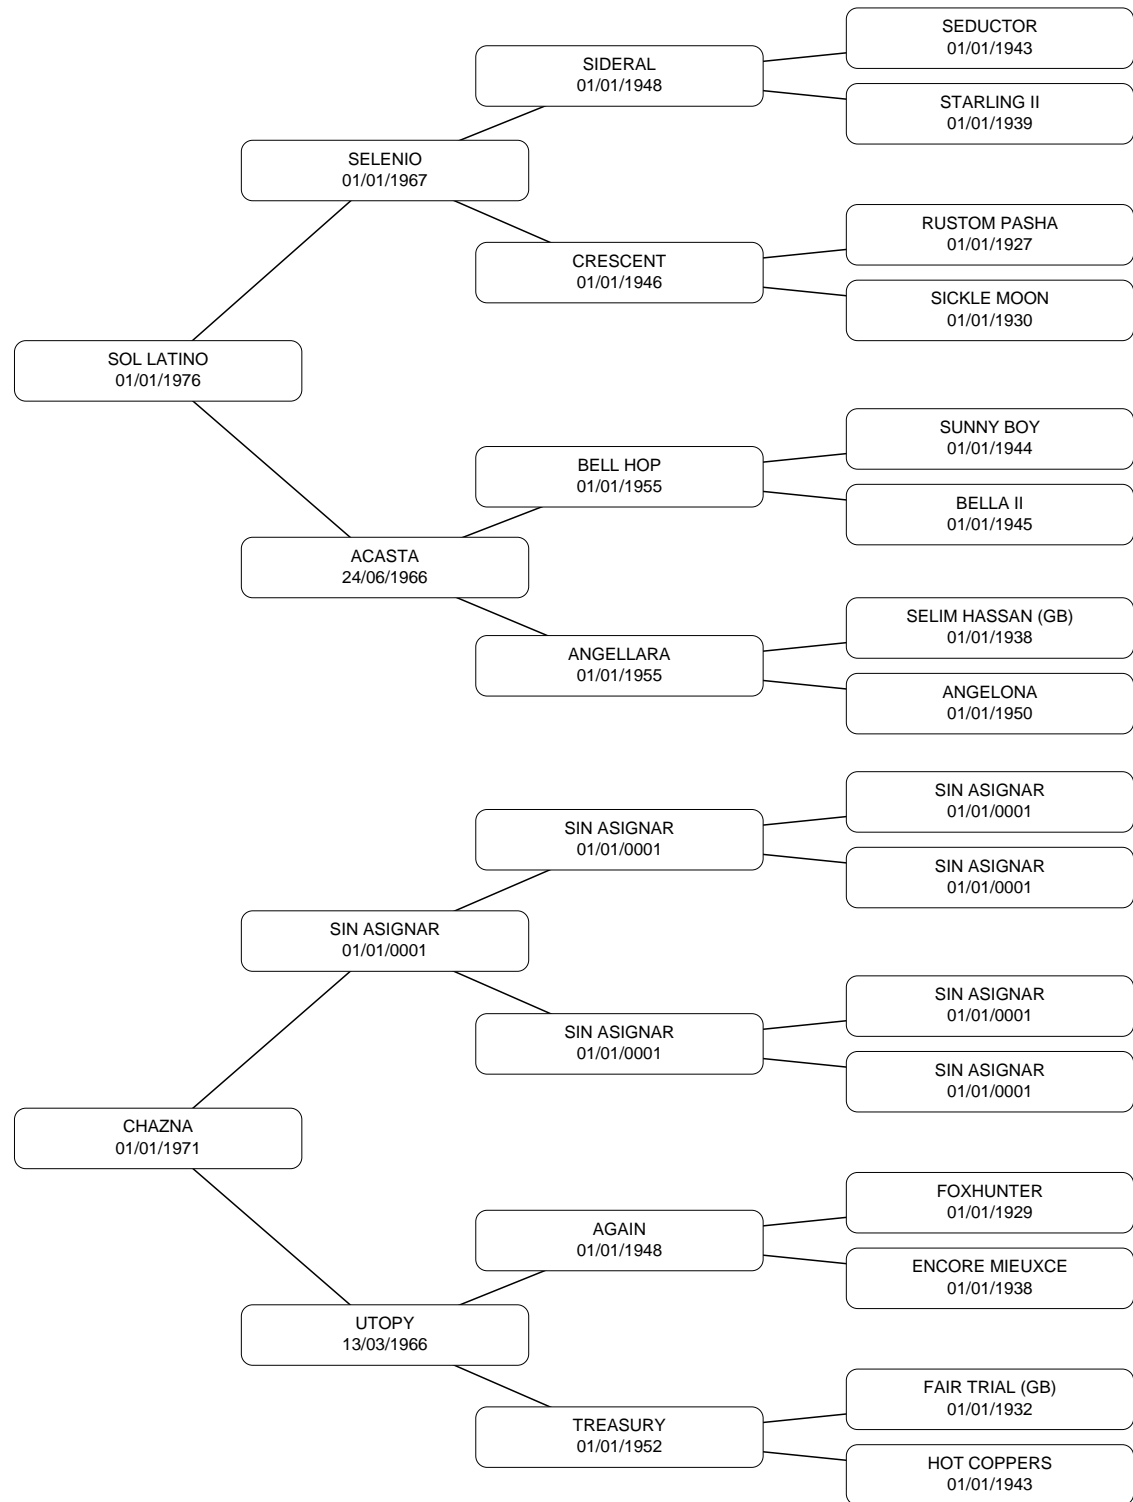 SEDUCTOR
01/01/1943
SIDERAL
01/01/1948
STARLING II
01/01/1939
SELENIO
01/01/1967
RUSTOM PASHA
01/01/1927
CRESCENT
01/01/1946
SICKLE MOON
01/01/1930
SOL LATINO
01/01/1976
SUNNY BOY
01/01/1944
BELL HOP
01/01/1955
BELLA II
01/01/1945
ACASTA
24/06/1966
SELIM HASSAN (GB)
01/01/1938
ANGELLARA
01/01/1955
ANGELONA
01/01/1950
SIN ASIGNAR
01/01/0001
SIN ASIGNAR
01/01/0001
SIN ASIGNAR
01/01/0001
SIN ASIGNAR
01/01/0001
SIN ASIGNAR
01/01/0001
SIN ASIGNAR
01/01/0001
SIN ASIGNAR
01/01/0001
CHAZNA
01/01/1971
FOXHUNTER
01/01/1929
AGAIN
01/01/1948
ENCORE MIEUXCE
01/01/1938
UTOPY
13/03/1966
FAIR TRIAL (GB)
01/01/1932
TREASURY
01/01/1952
HOT COPPERS
01/01/1943